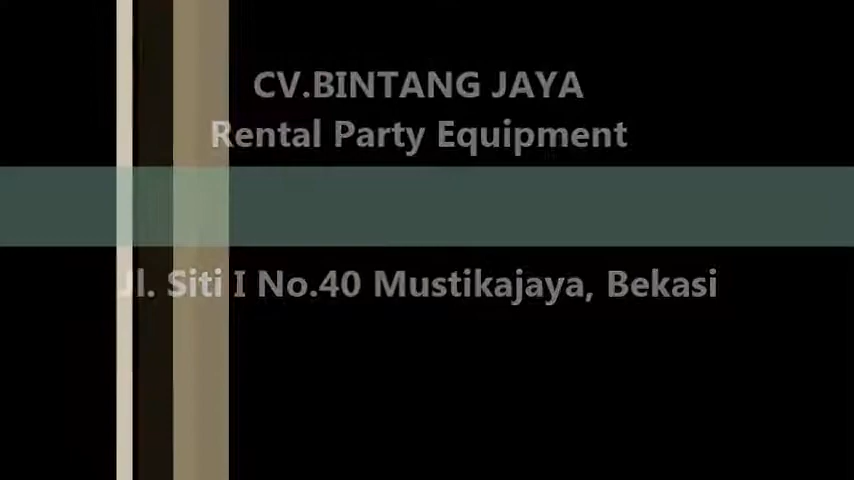 CV.BINTANG JAYA
Rental Party Equipment
Jl. Siti I No.40 Mustikajaya, Bekasi